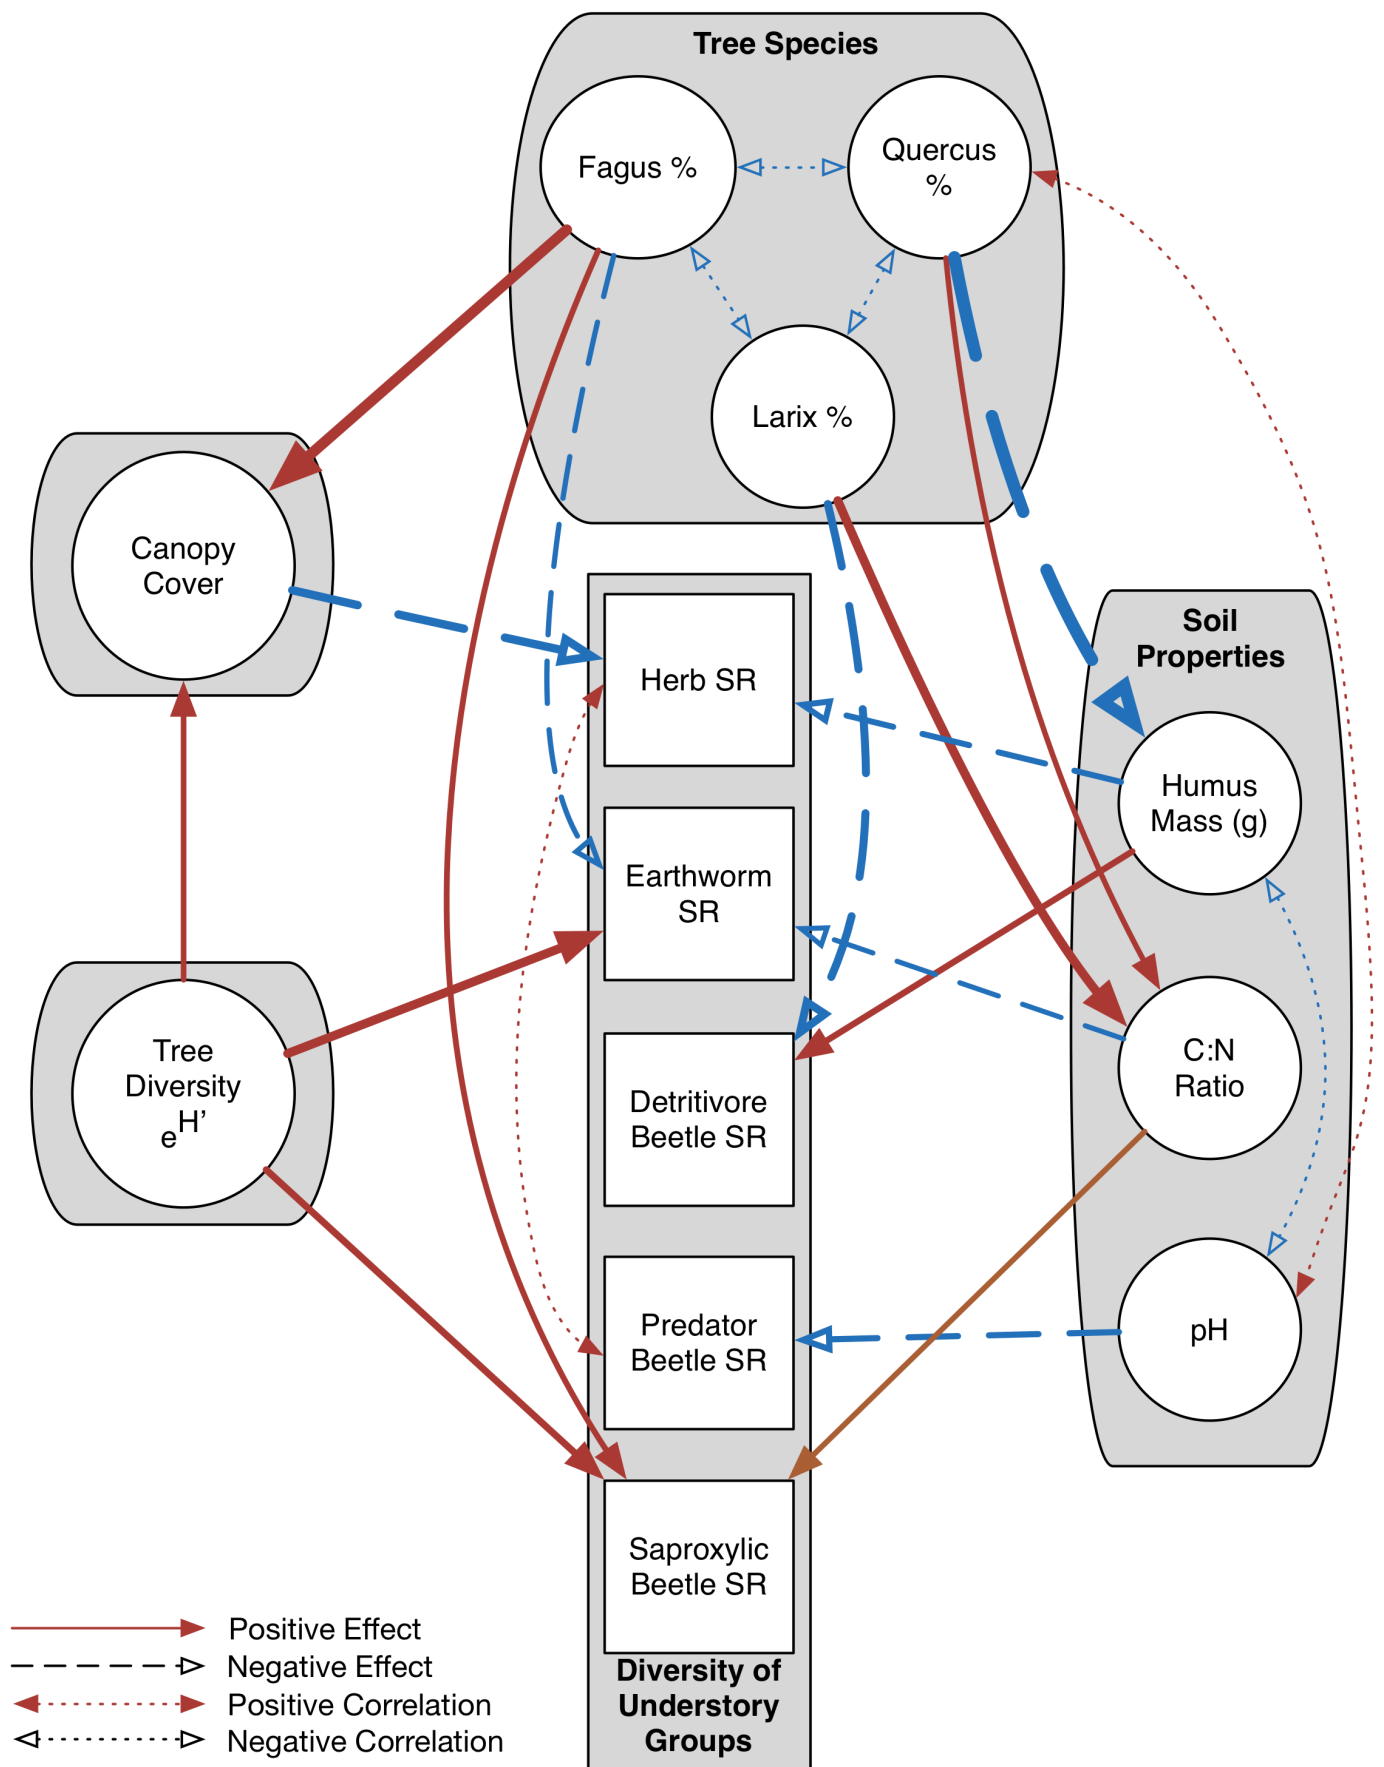 Tree Species
Fagus %
Quercus
%
Larix %
Canopy
Cover
Tree
Diversity
e^H’
Herb SR
Earthworm
SR
Detritivore
Beetle SR
Predator
Beetle SR
Saproxylic
Beetle SR
Diversity of
Understory
Groups
Soil
Properties
Humus
Mass (g)
C:N
Ratio
pH
Positive Effect
Negative Effect
Positive Correlation
Negative Correlation